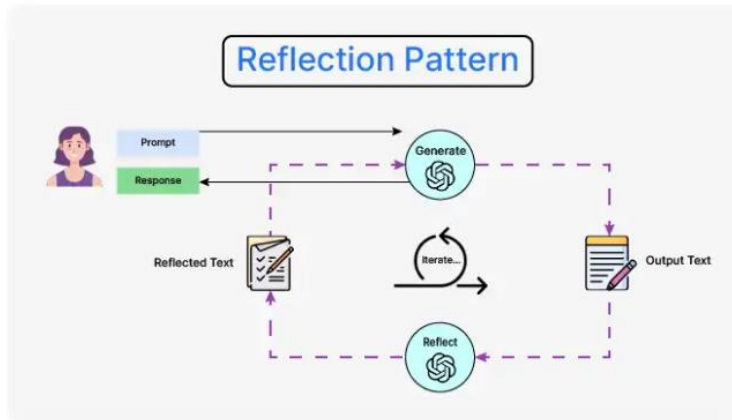 Reflection Pattern
Prompt
Generate
Response
Reflected Text
Iterate...
Output Text
Reflect